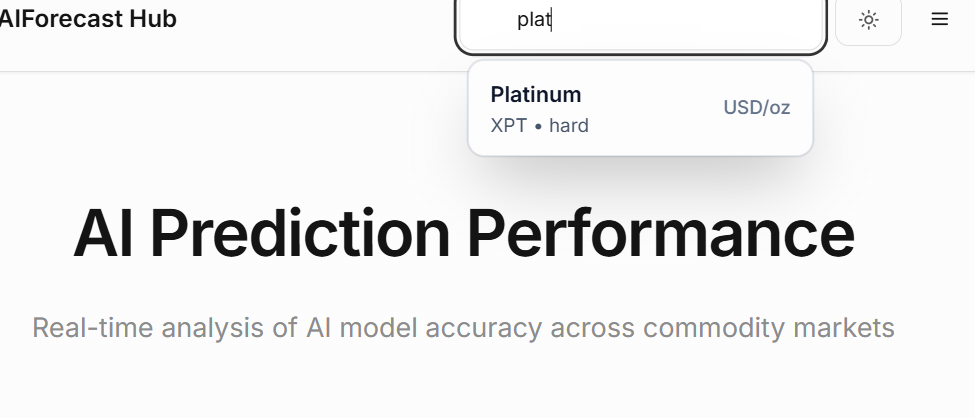 AIForecast Hub
plat
Platinum
XPT • hard
USD/oz
AI Prediction Performance
Real-time analysis of AI model accuracy across commodity markets